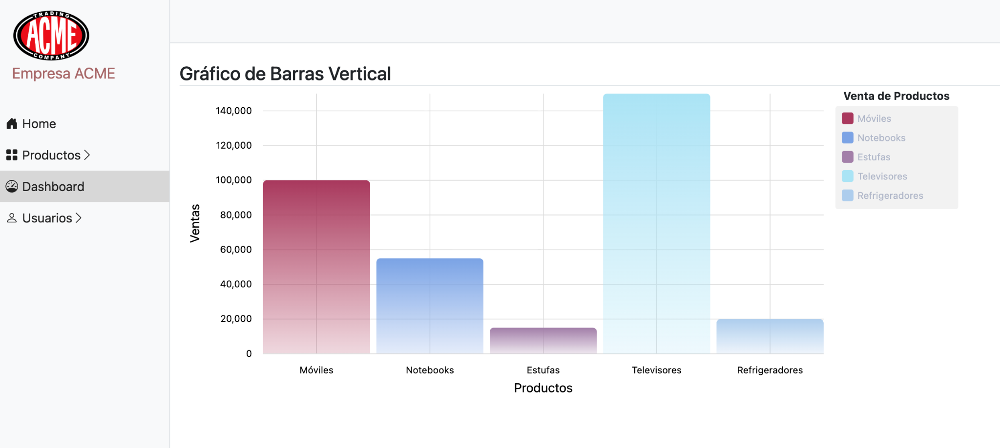 TRADING
ACME
COMPANY
Empresa ACME
Home
Productos
Dashboard
Usuarios
Gráfico de Barras Vertical
140,000
120,000
100,000
80,000
60,000
40,000
20,000
0
Ventas
Móviles
Notebooks
Estufas
Televisores
Refrigeradores
Productos
Venta de Productos
Móviles
Notebooks
Estufas
Televisores
Refrigeradores